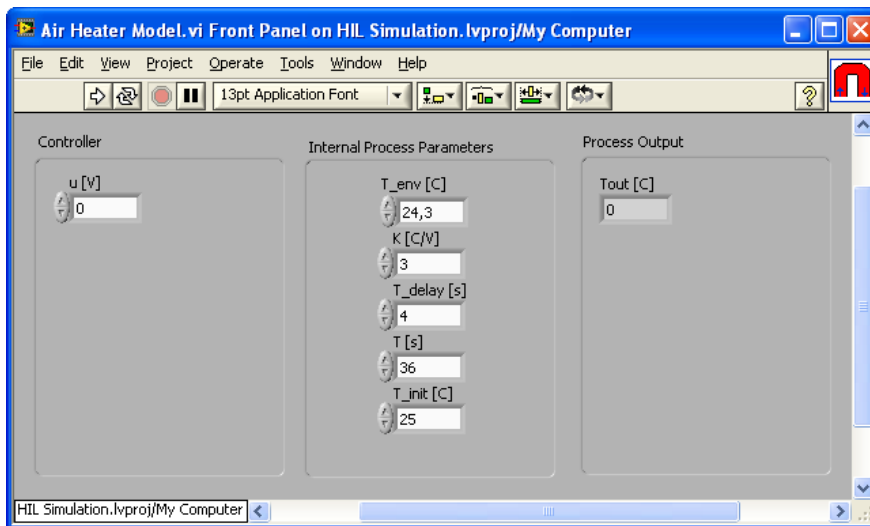 Air Heater Model.vi Front Panel on HIL Simulation.lvproj/My Computer
File Edit View Project Operate Tools Window Help
13pt Application Font
?
Controller
u [V]
0
Internal Process Parameters
T_env [C]
24,3
K [C/V]
3
T_delay [s]
4
T [s]
36
T_init [C]
25
Process Output
Tout [C]
0
HIL Simulation.lvproj/My Computer